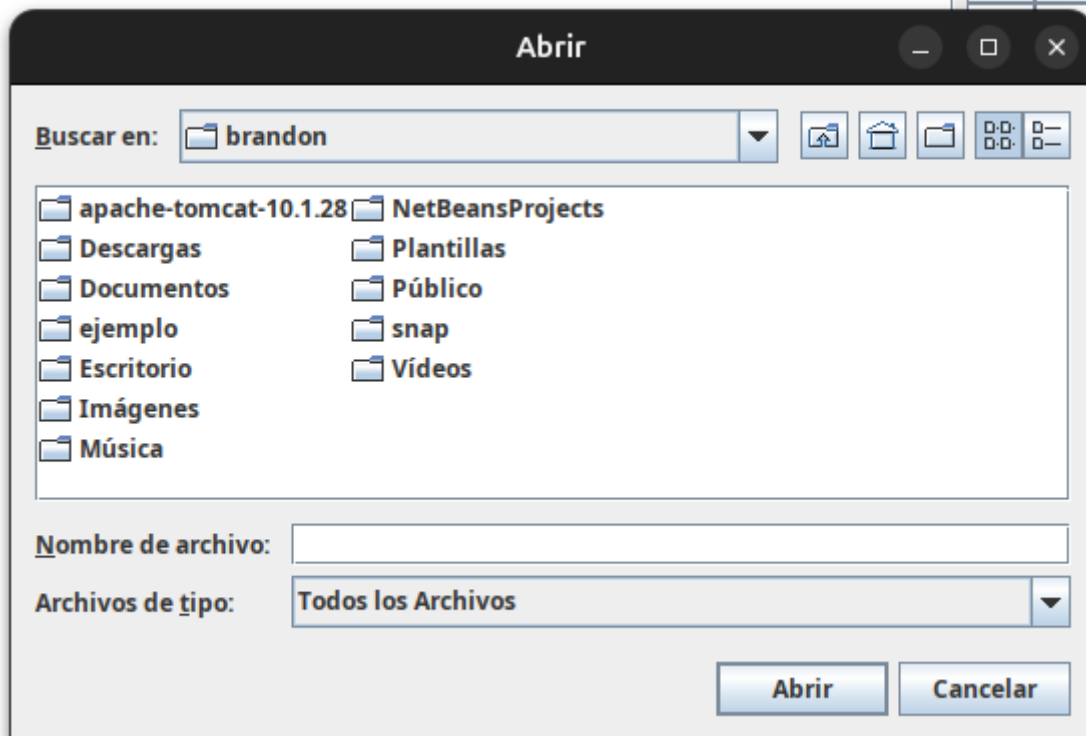 Abrir
Buscar en: brandon
apache-tomcat-10.1.28 NetBeansProjects
Descargas Plantillas
Documentos Público
ejemplo snap
Escritorio Vídeos
Imágenes
Música
Nombre de archivo:
Archivos de tipo: Todos los Archivos
Abrir Cancelar